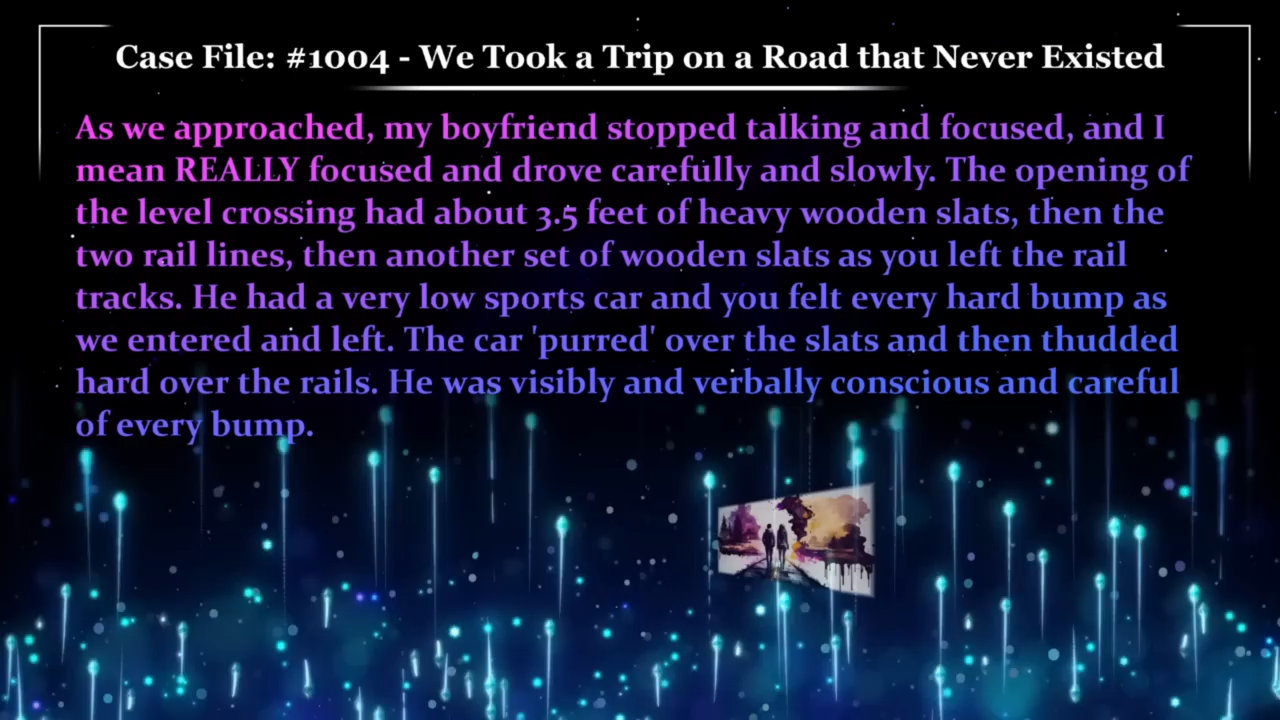 Case File: #1004 - We Took a Trip on a Road that Never Existed
As we approached, my boyfriend stopped talking and focused, and I
mean REALLY focused and drove carefully and slowly. The opening of
the level crossing had about 3.5 feet of heavy wooden slats, then the
two rail lines, then another set of wooden slats as you left the rail
tracks. He had a very low sports car and you felt every hard bump as
we entered and left. The car 'purred' over the slats and then thudded
hard over the rails. He was visibly and verbally conscious and careful
of every bump.